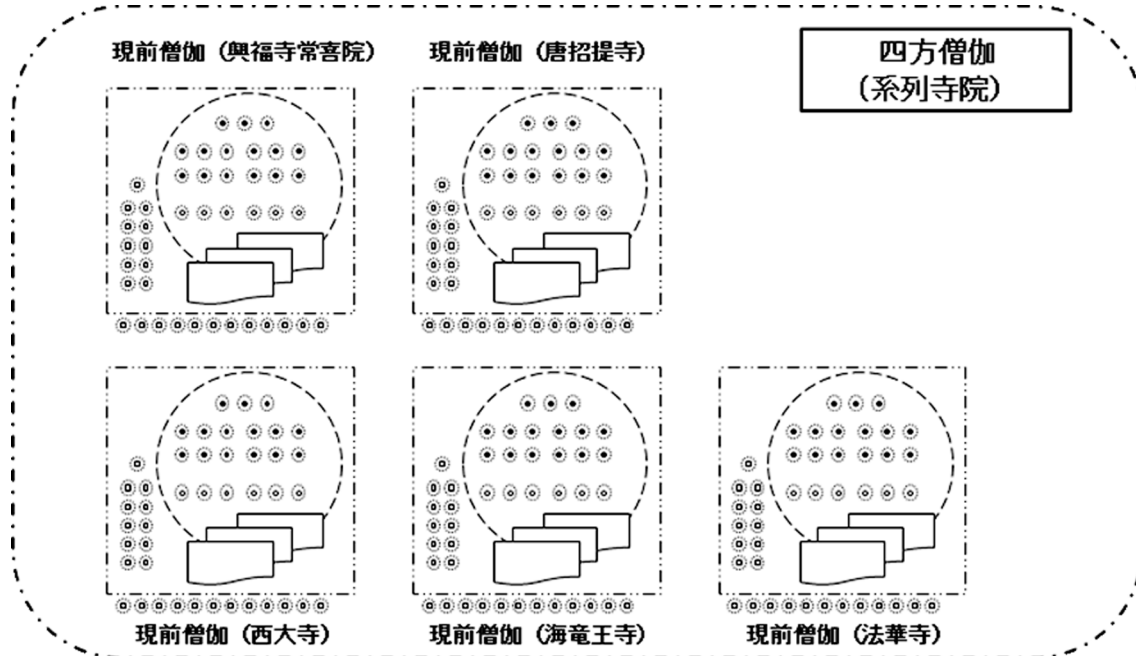 現前僧伽（興福寺常喜院）
現前僧伽（唐招提寺）
四方僧伽
（系列寺院）
現前僧伽（西大寺）
現前僧伽（海竜王寺）
現前僧伽（法華寺）